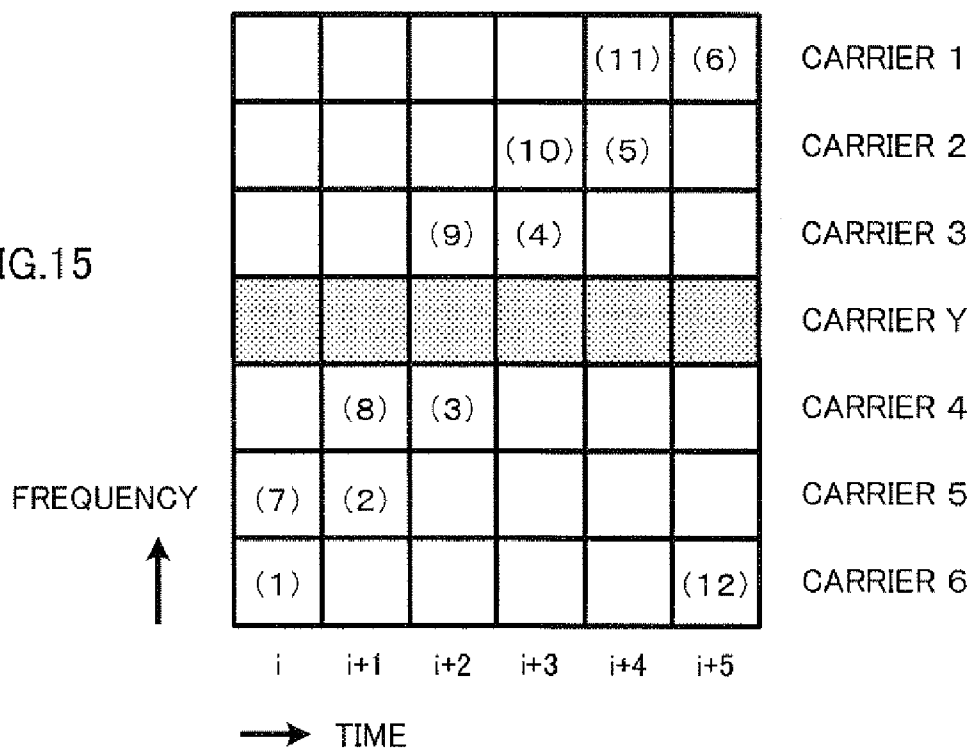 (11) (6) CARRIER 1
(10) (5) CARRIER 2
(9) (4) CARRIER 3
IG.15
CARRIER Y
(8) (3) CARRIER 4
FREQUENCY (7) (2) CARRIER 5
(1) (12) CARRIER 6
i i+1 i+2 i+3 i+4 i+5
TIME